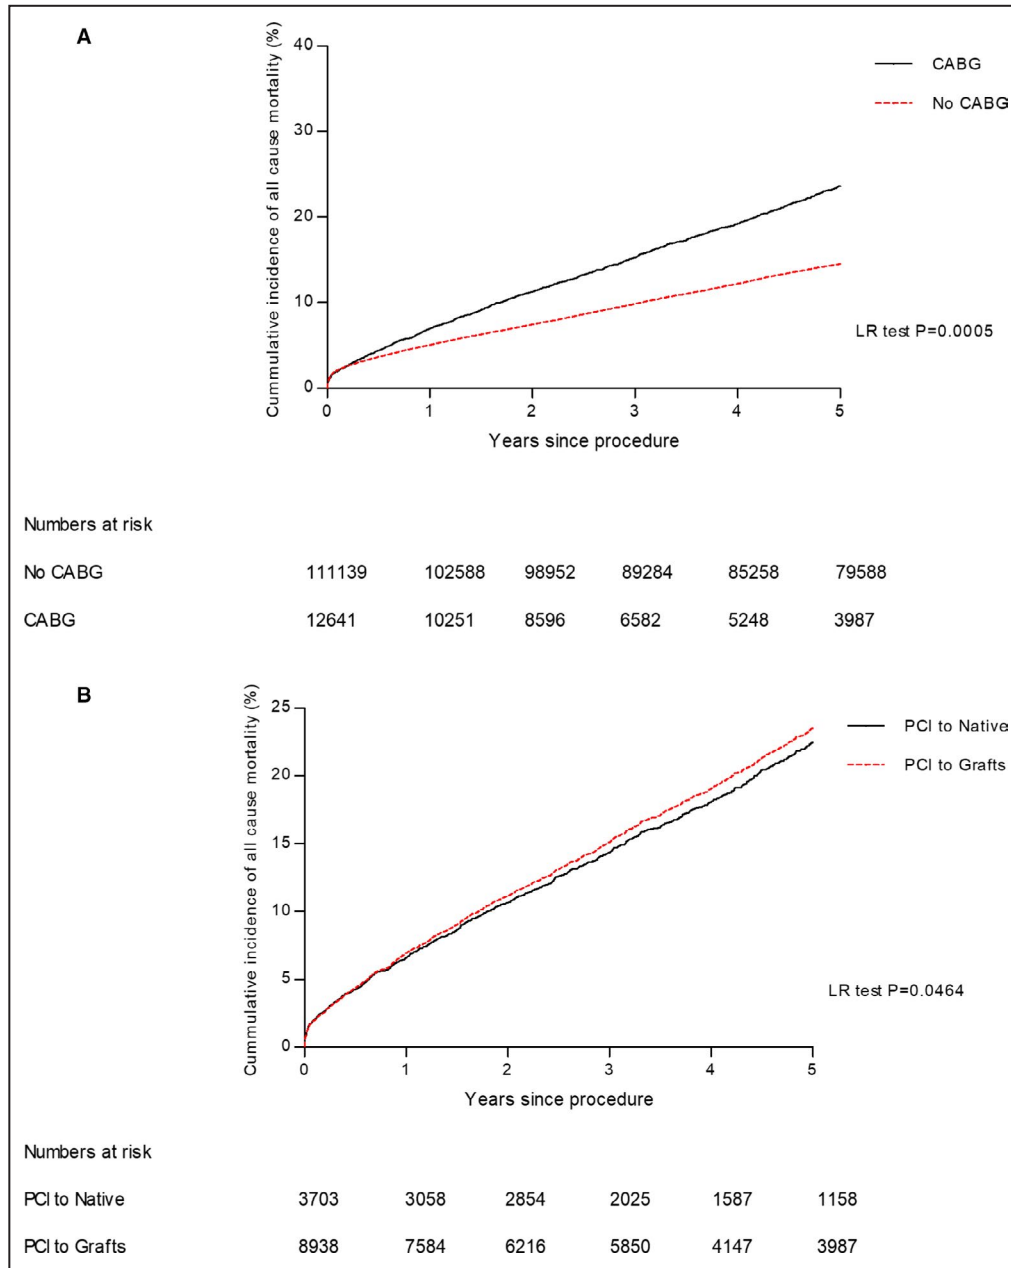 A
Cummulative incidence of all cause mortality (%)
40
30
20
10
0
0 1 2 3 4 5
Years since procedure
CABG
No CABG
LR test P=0.0005
Numbers at risk
No CABG 111139 102588 98952 89284 85258 79588
CABG 12641 10251 8596 6582 5248 3987
B
Cummulative incidence of all cause mortality (%)
25
20
15
10
5
0
0 1 2 3 4 5
Years since procedure
PCI to Native
PCI to Grafts
LR test P=0.0464
Numbers at risk
PCI to Native 3703 3058 2854 2025 1587 1158
PCI to Grafts 8938 7584 6216 5850 4147 3987